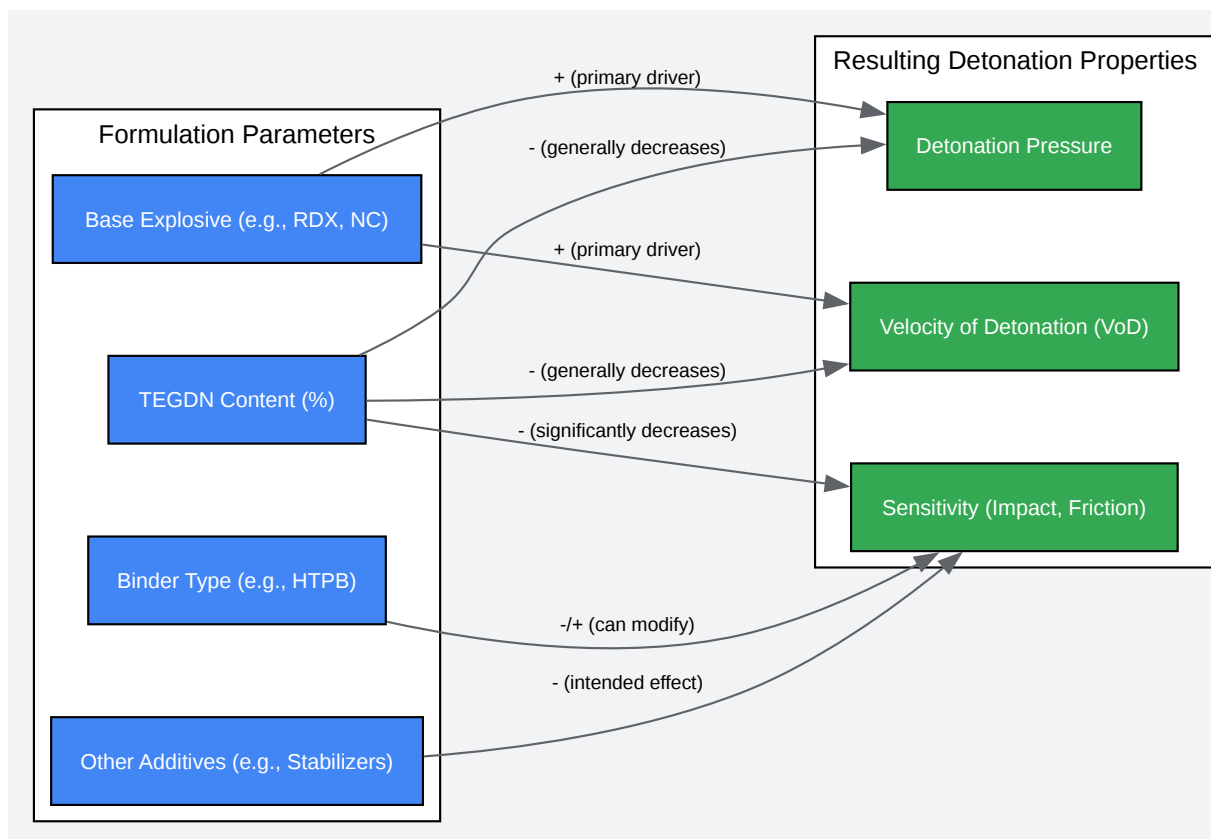 Formulation Parameters
Base Explosive (e.g., RDX, NC)
TEGDN Content (%)
Binder Type (e.g., HTPB)
Other Additives (e.g., Stabilizers)
+ (primary driver)
- (generally decreases)
+ (primary driver)
- (generally decreases)
- (significantly decreases)
-/+ (can modify)
- (intended effect)
Resulting Detonation Properties
Detonation Pressure
Velocity of Detonation (VoD)
Sensitivity (Impact, Friction)